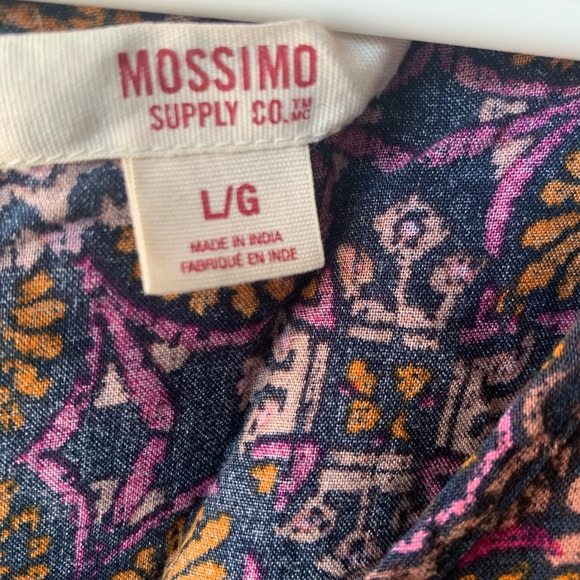 MOSSIMO
SUPPLY CO.™ MC
L/G
MADE IN INDIA
FABRIQUÉ EN INDE